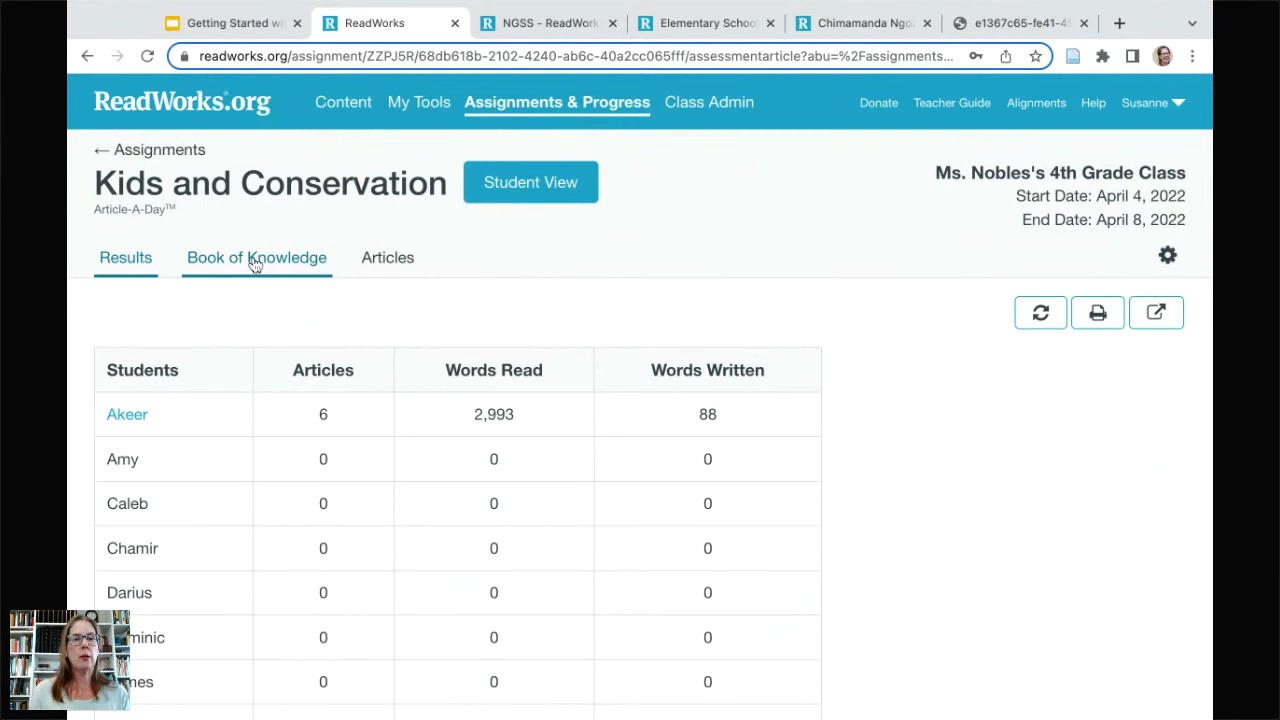 Getting Started wi
ReadWorks
NGSS - ReadWork
Elementary Schoo
Chimamanda Ngo
e1367c65-fe41-49
readworks.org/assignment/ZZPJ5R/68db618b-2102-4240-ab6c-40a2cc065fff/assessmentarticle?abu=%2Fassignments...
ReadWorks.org
Content
My Tools
Assignments & Progress
Class Admin
Donate
Teacher Guide
Alignments
Help
Susanne
← Assignments
Kids and Conservation
Student View
Article-A-Day™
Ms. Nobles's 4th Grade Class
Start Date: April 4, 2022
End Date: April 8, 2022
Results
Book of Knowledge
Articles
Students Articles Words Read Words Written
Akeer 6 2,993 88
Amy 0 0 0
Caleb 0 0 0
Chamir 0 0 0
Darius 0 0 0
minic 0 0 0
mes 0 0 0